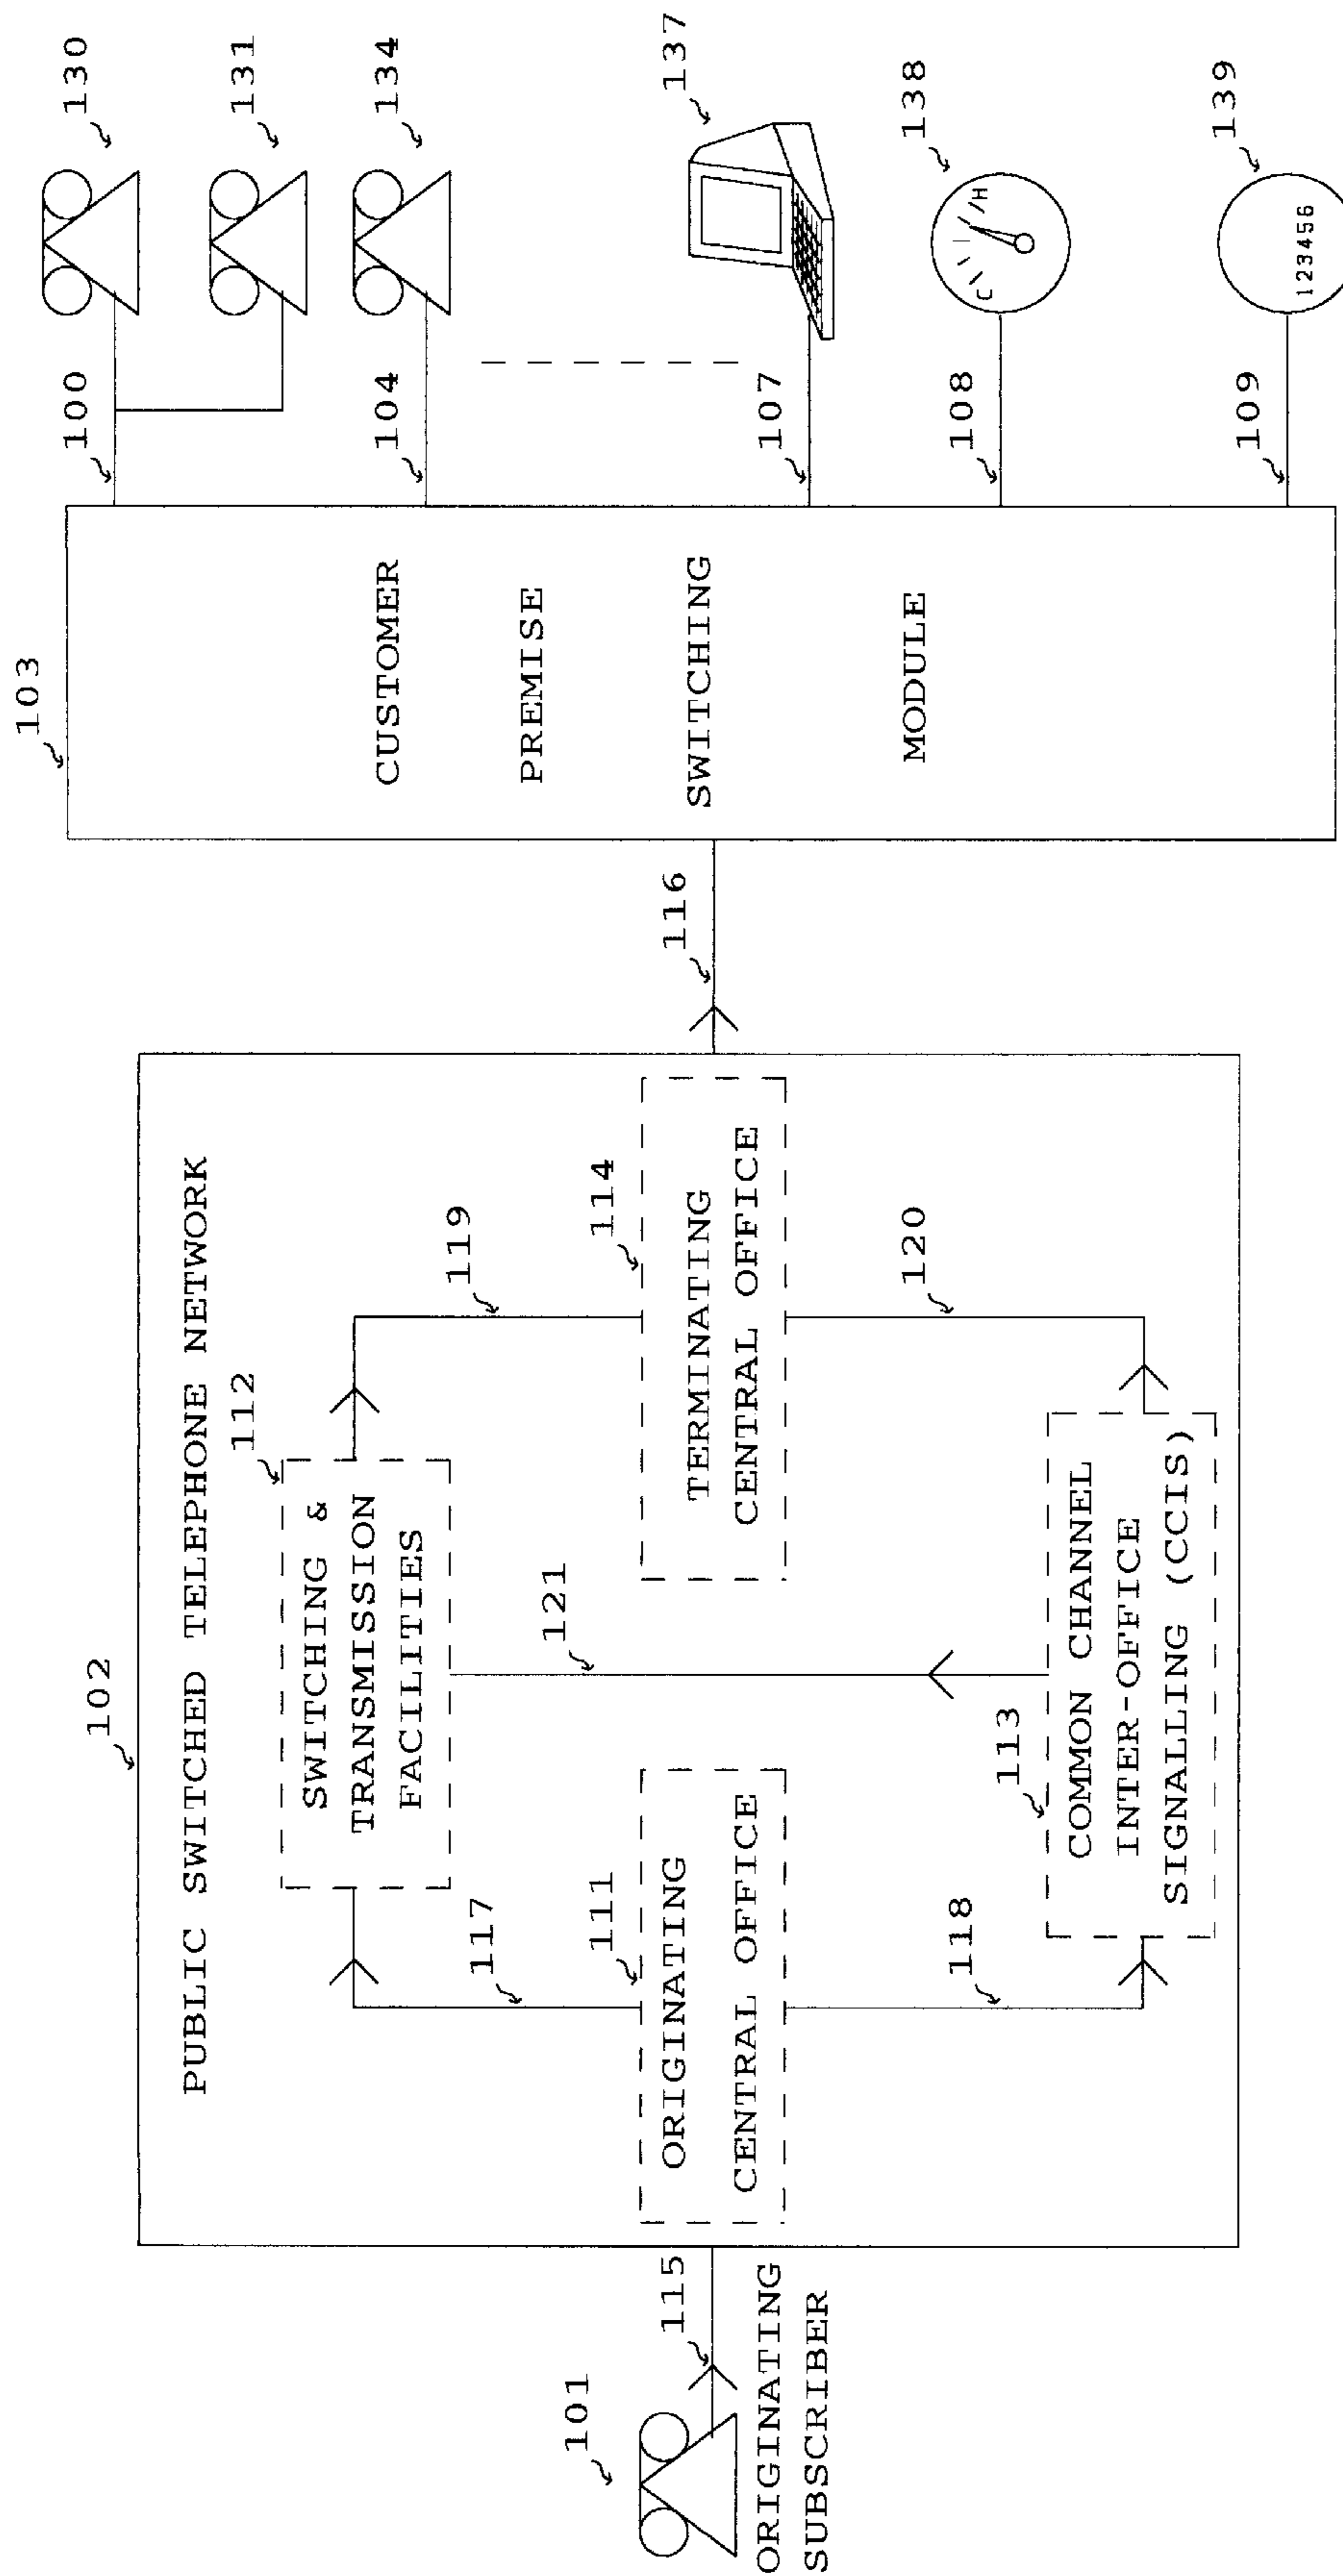 PUBLIC SWITCHED TELEPHONE NETWORK
102
101
ORIGINATING
SUBSCRIBER
115
111
ORIGINATING
CENTRAL OFFICE
117
118
112
SWITCHING &
TRANSMISSION
FACILITIES
121
113
COMMON CHANNEL
INTER-OFFICE
SIGNALLING (CCIS)
119
114
TERMINATING
CENTRAL OFFICE
120
116
103
CUSTOMER
PREMISE
SWITCHING
MODULE
100
130
131
104
134
107
137
108
138
C H
109
139
123456